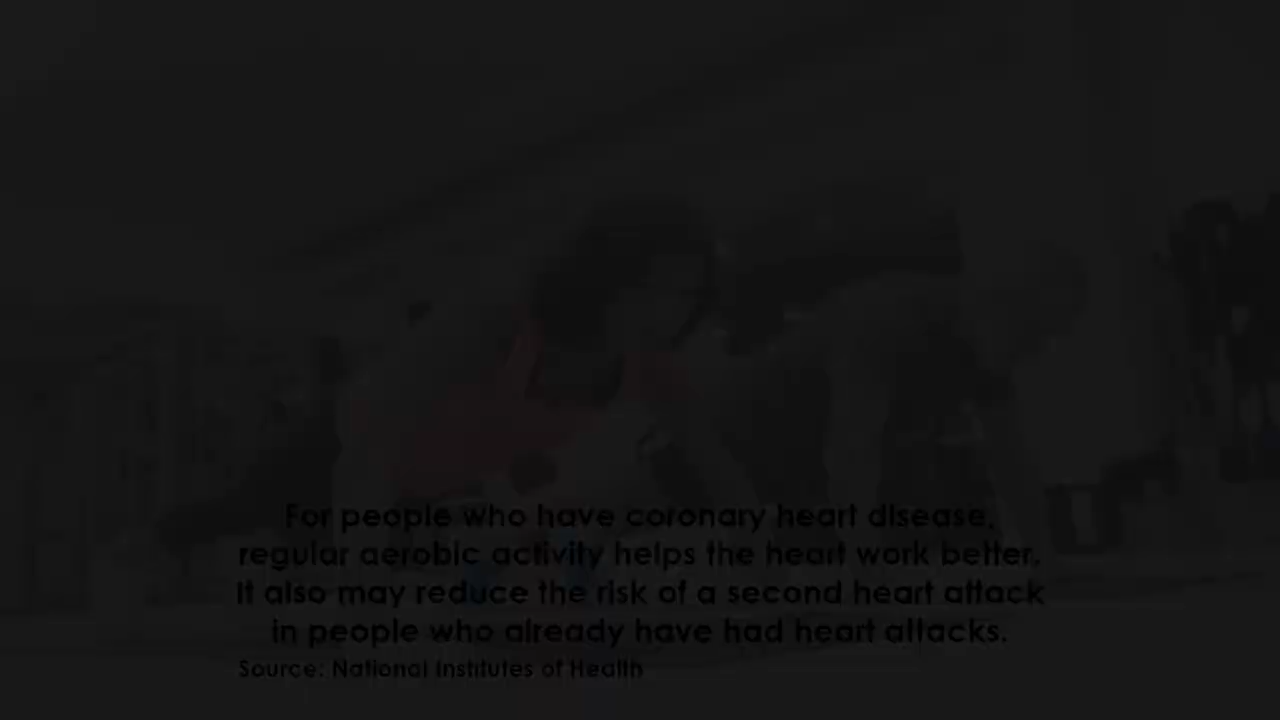 For people who have coronary heart disease,
regular aerobic activity helps the heart work better.
It also may reduce the risk of a second heart attack
in people who already have had heart attacks.
Source: National Institutes of Health